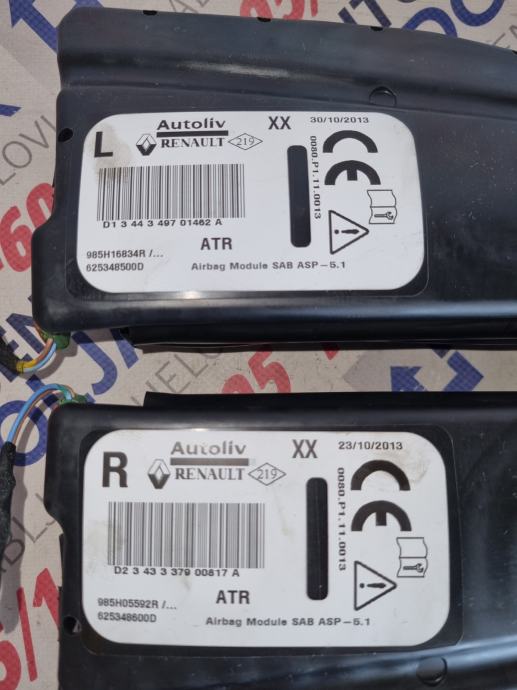 L
Autoliv XX 30/10/2013
RENAULT 219
0080.P1.11.0013
CE
D1 3 44 3 497 01462 A
985H16834R /...
625348500D
ATR
Airbag Module SAB ASP-5.1
R
Autoliv XX 23/10/2013
RENAULT 219
0080.P1.11.0013
CE
D2 3 43 3 379 00817 A
985H05592R /...
625348600D
ATR
Airbag Module SAB ASP-5.1